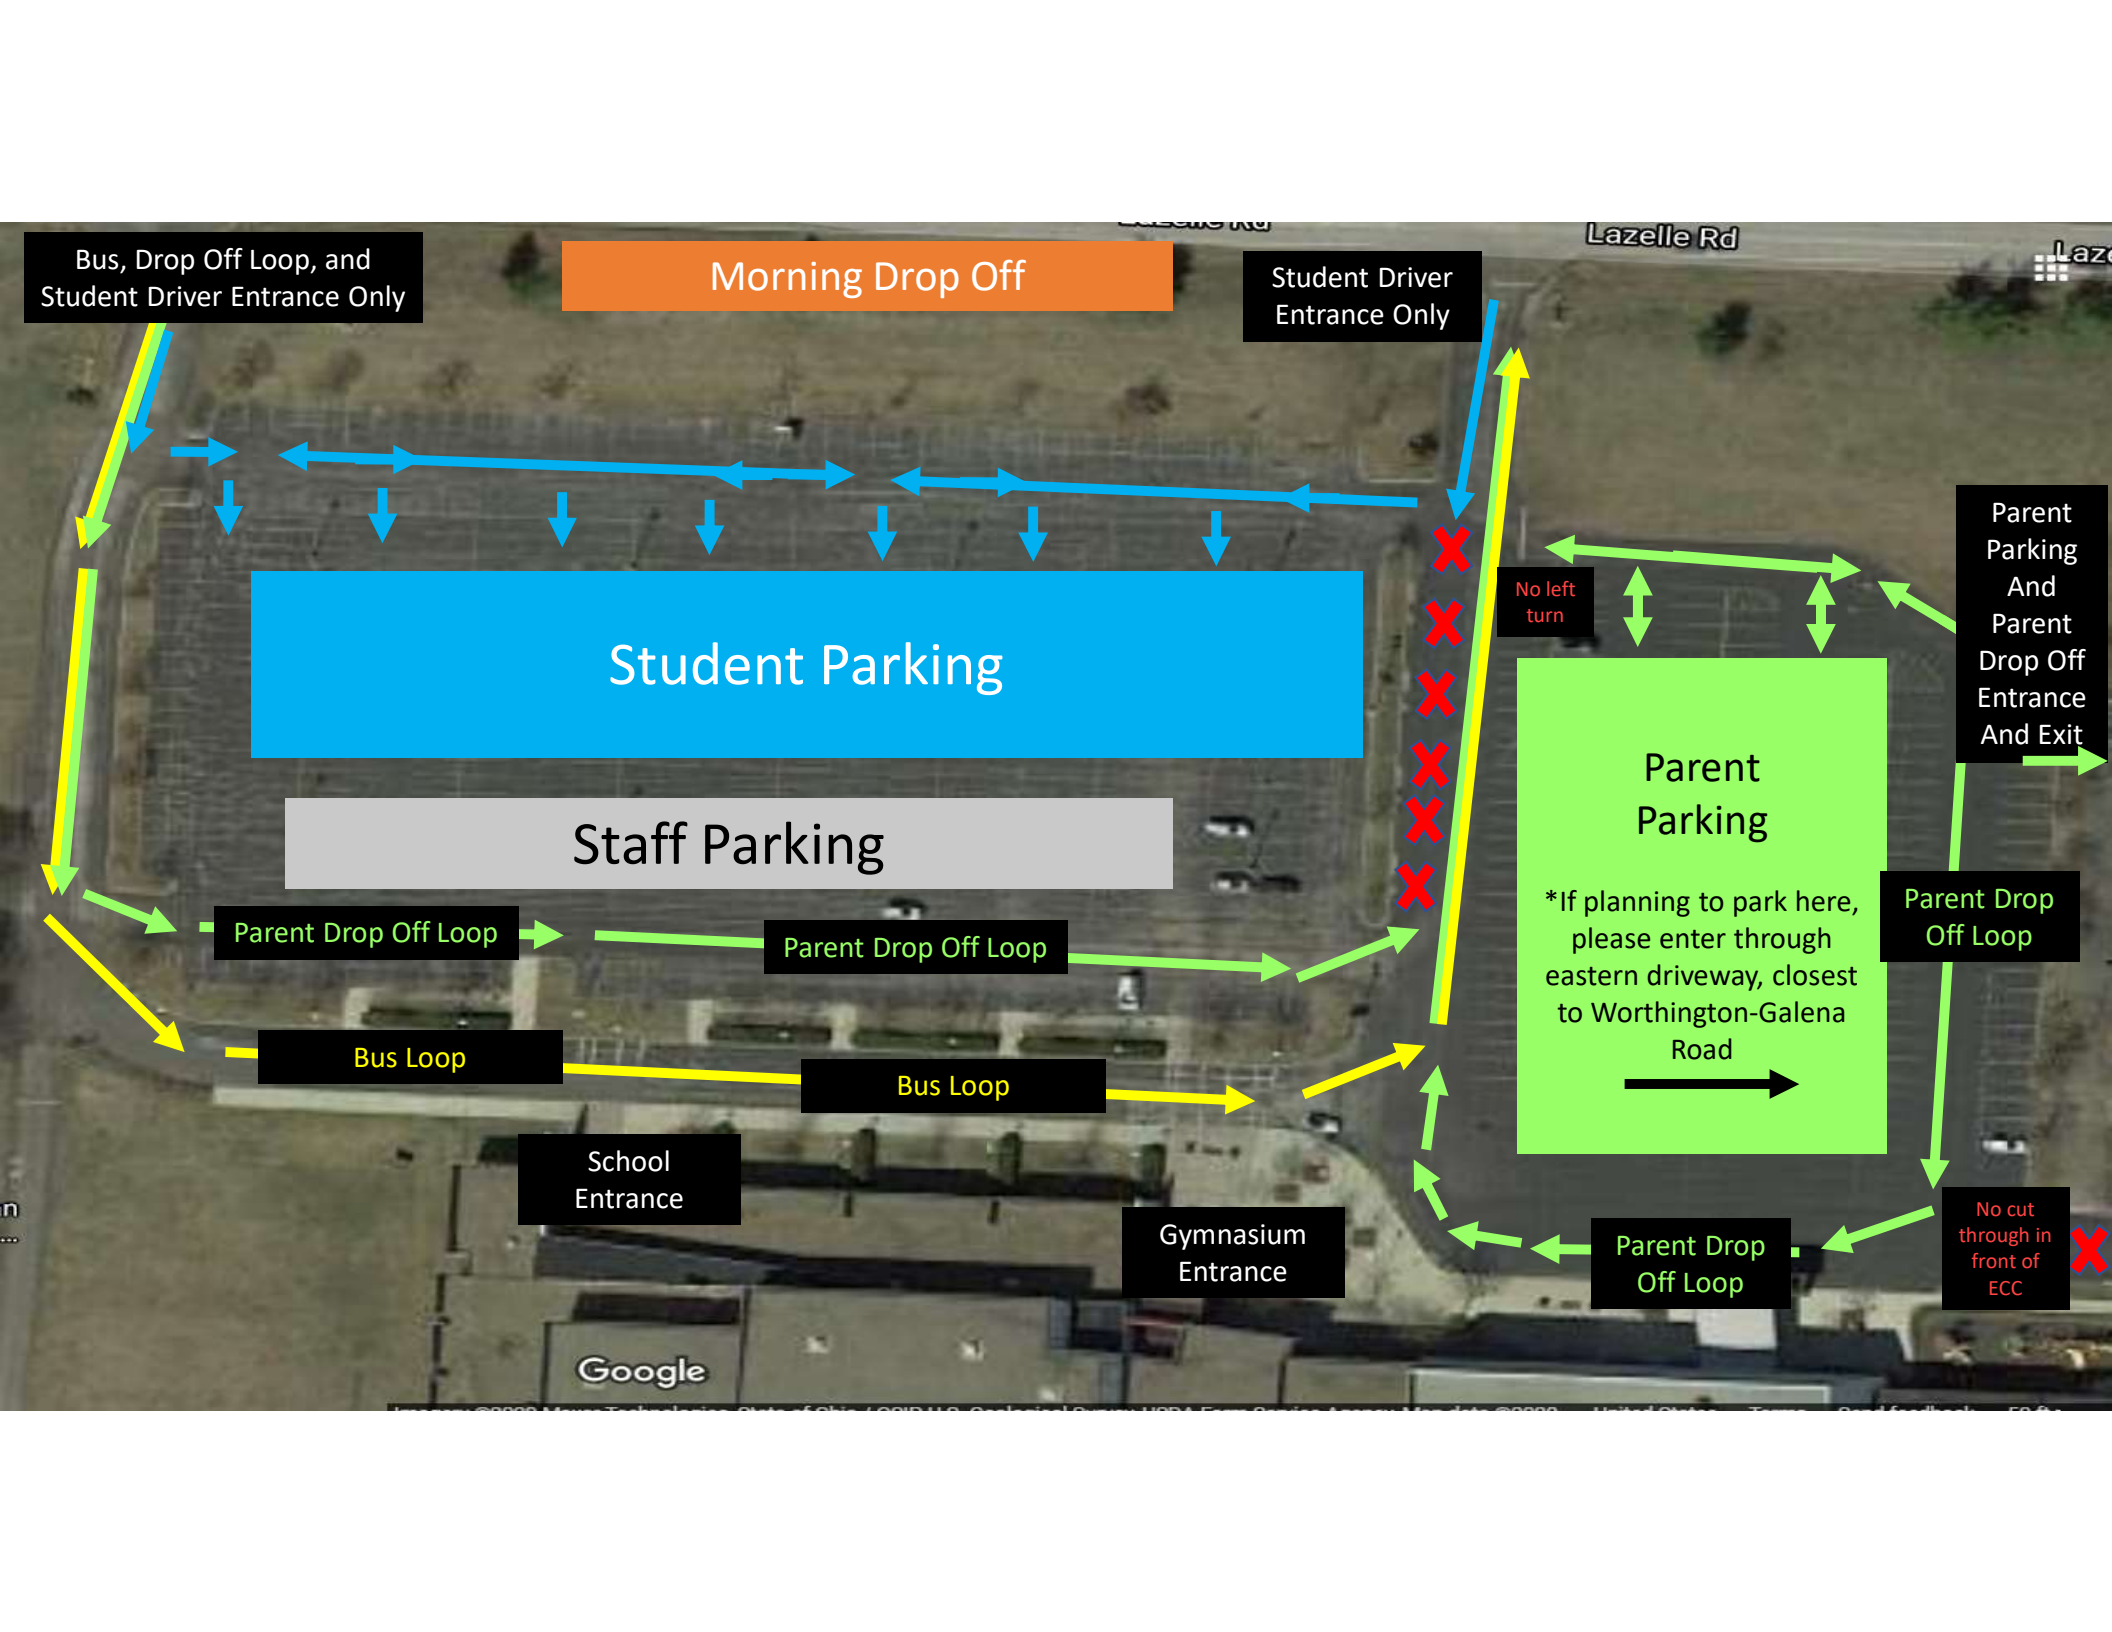 Lazelle Rd
Lazelle Rd
Bus, Drop Off Loop, and
Student Driver Entrance Only
Morning Drop Off
Student Driver
Entrance Only
Parent
Parking
And
Parent
Drop Off
Entrance
And Exit
No left
turn
Student Parking
Parent
Parking
*If planning to park here,
please enter through
eastern driveway, closest
to Worthington-Galena
Road
Staff Parking
Parent Drop
Off Loop
Parent Drop Off Loop
Parent Drop Off Loop
Bus Loop
Bus Loop
School
Entrance
Gymnasium
Entrance
Parent Drop
Off Loop
No cut
through in
front of
ECC
Google